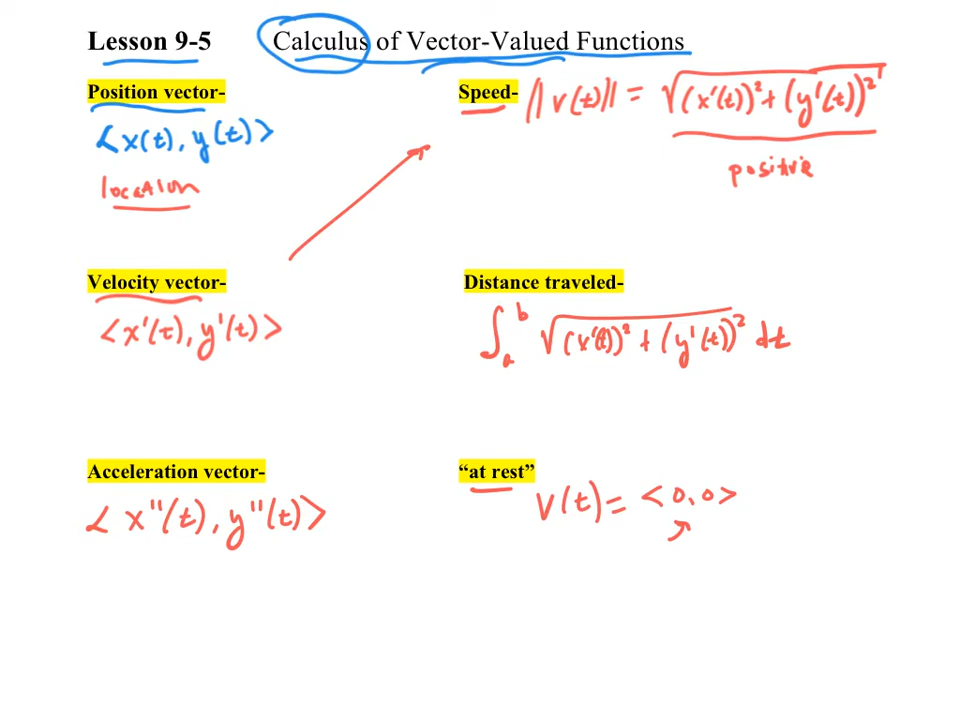 Lesson 9-5 Calculus of Vector-Valued Functions
Position vector-
<x(t), y(t)>
location
Speed- ||v(t)|| = √(x'(t))² + (y'(t))²
positive
Velocity vector-
<x'(t), y'(t)>
Distance traveled-
∫ₐᵇ √(x'(t))² + (y'(t))² dt
Acceleration vector-
<x"(t), y"(t)>
“at rest”
v(t) = <0,0>